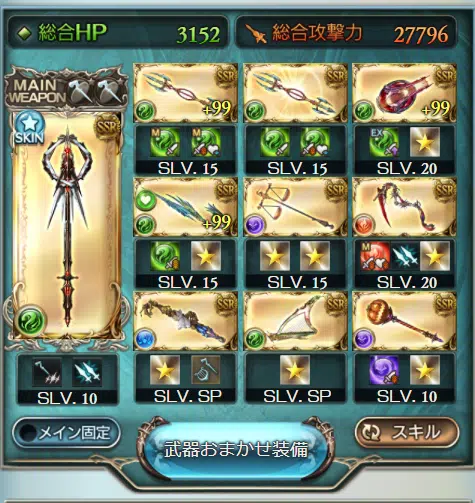 総合HP 3152
総合攻撃力 27796
MAIN
WEAPON
SKIN
SSR
SSR
+99
SSR
SSR
+99
M
M
SLV. 15
SLV. 15
EX
SLV. 20
SSR
+99
SSR
SSR
SLV. 15
SLV. 15
M
SLV. 20
SSR
SSR
SSR
SLV. 10
SLV. SP
SLV. SP
SLV. 10
メイン固定
武器おまかせ装備
スキル